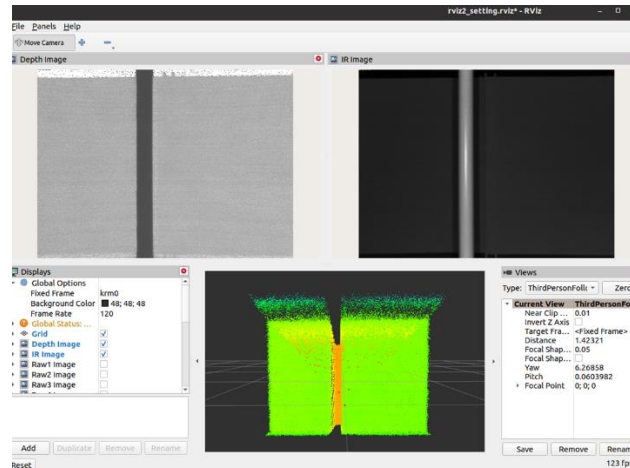 rviz2_setting.rviz* - RViz
File Panels Help
Move Camera
Depth Image
IR Image
Displays
Global Options
Fixed Frame krm0
Background Color 48; 48; 48
Frame Rate 120
Global Status: ...
Grid
Depth Image
IR Image
Raw1 Image
Raw2 Image
Raw3 Image
Add Duplicate Remove Rename
Reset
Views
Type: ThirdPersonFoll Zero
Current View ThirdPersonFo
Near Clip ... 0.01
Invert Z Axis
Target Fra... <Fixed Frame>
Distance 1.42321
Focal Shap... 0.05
Focal Shap...
Yaw 6.26858
Pitch 0.0603982
Focal Point 0; 0; 0
Save Remove Renam
123 fp